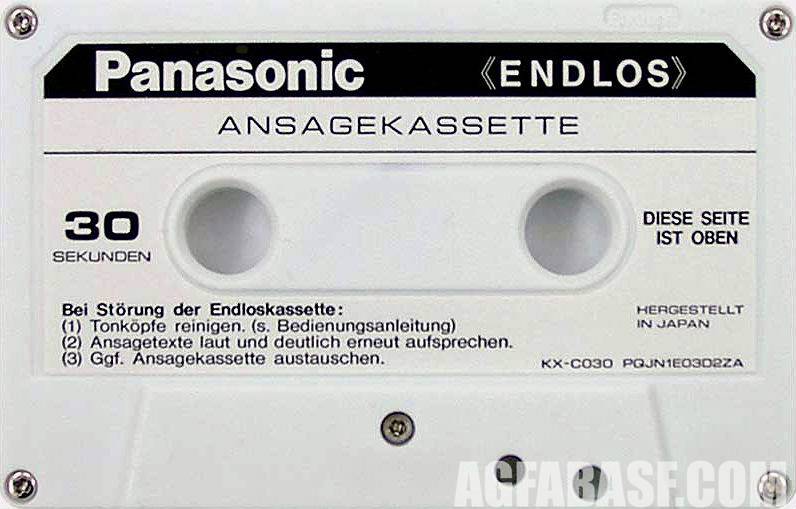 Panasonic 《ENDLOS》
ANSAGEKASSETTE
30
SEKUNDEN
DIESE SEITE
IST OBEN
Bei Störung der Endloskassette:
(1) Tonköpfe reinigen. (s. Bedienungsanleitung)
(2) Ansagetexte laut und deutlich erneut aufsprechen.
(3) Ggf. Ansagekassette austauschen.
HERGESTELLT
IN JAPAN
KX-C030 PQJN1E03D2ZA
AGFABASF.COM